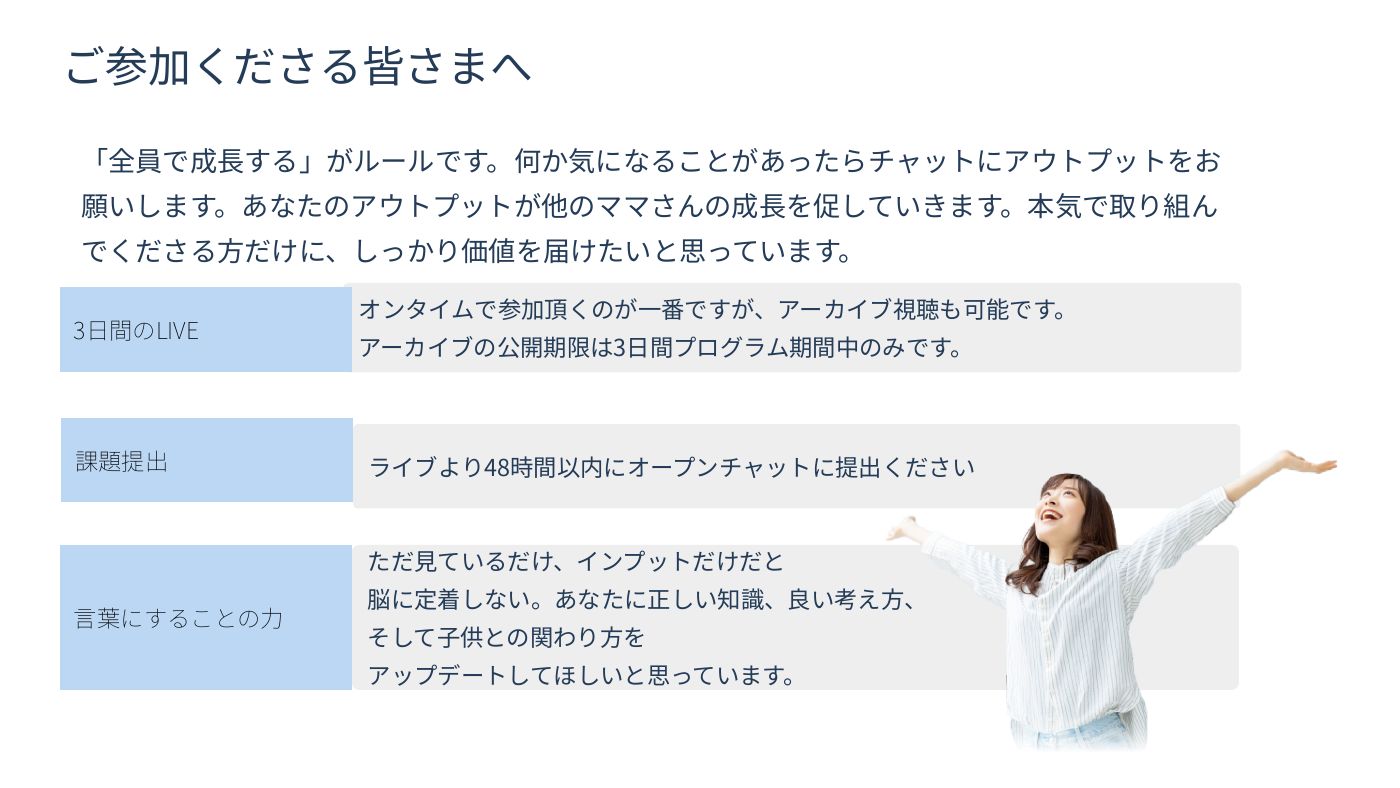 ご参加くださる皆さまへ
「全員で成長する」がルールです。何か気になることがあったらチャットにアウトプットをお
願いします。あなたのアウトプットが他のママさんの成長を促していきます。本気で取り組ん
でくださる方だけに、しっかり価値を届けたいと思っています。
3日間のLIVE
オンタイムで参加頂くのが一番ですが、アーカイブ視聴も可能です。
アーカイブの公開期限は3日間プログラム期間中のみです。
課題提出
ライブより48時間以内にオープンチャットに提出ください
言葉にすることの力
ただ見ているだけ、インプットだけだと
脳に定着しない。あなたに正しい知識、良い考え方、
そして子供との関わり方を
アップデートしてほしいと思っています。